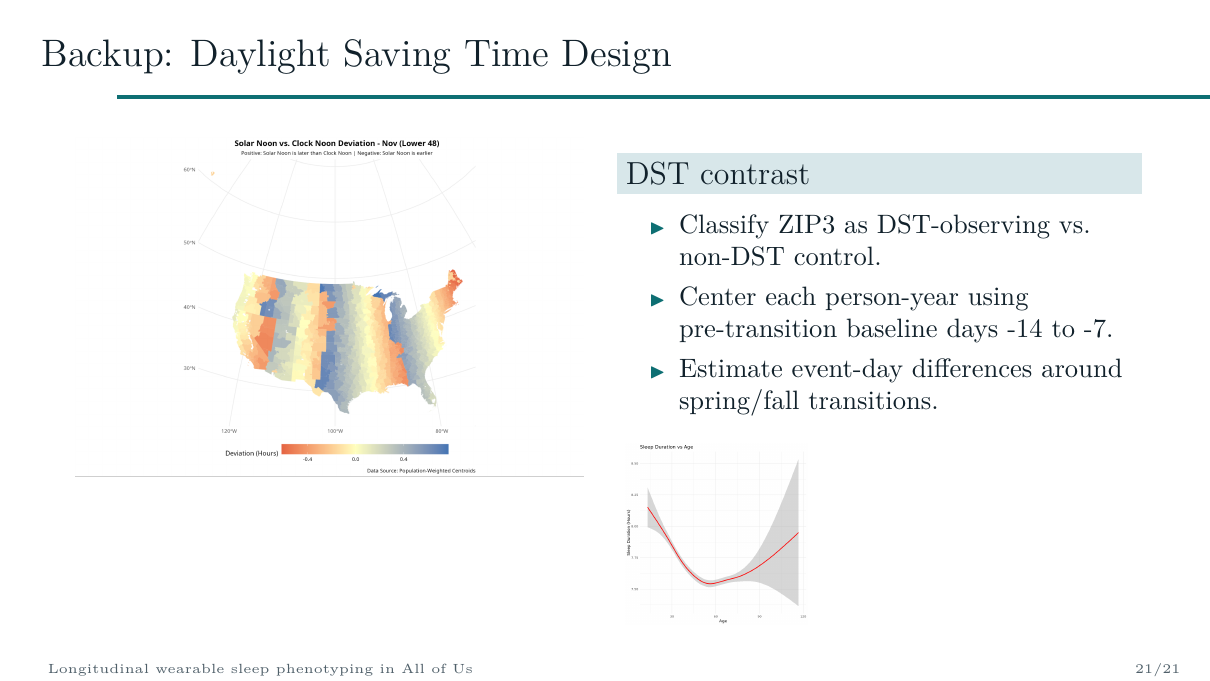 Backup: Daylight Saving Time Design
Solar Noon vs. Clock Noon Deviation - Nov (Lower 48)
Positive: Solar Noon is later than Clock Noon | Negative: Solar Noon is earlier
60°N
50°N
40°N
30°N
120°W
100°W
80°W
Deviation (Hours)
-0.4
0.0
0.4
Data Source: Population-Weighted Centroids
DST contrast
Classify ZIP3 as DST-observing vs.
non-DST control.
Center each person-year using
pre-transition baseline days -14 to -7.
Estimate event-day differences around
spring/fall transitions.
Sleep Duration vs Age
Sleep Duration (Hours)
Age
Longitudinal wearable sleep phenotyping in All of Us
21/21